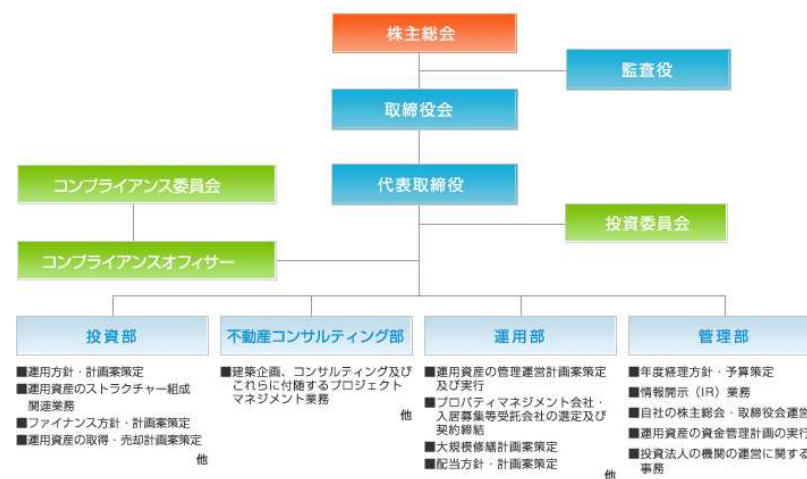 株主総会
監査役
取締役会
代表取締役
コンプライアンス委員会
投資委員会
コンプライアンスオフィサー
投資部
■運用方針・計画案策定
■運用資産のストラクチャー組成
関連業務
■ファイナンス方針・計画案策定
■運用資産の取得・売却計画案策定
他
不動産コンサルティング部
■建築企画、コンサルティング及び
これらに付随するプロジェクト
マネジメント業務
他
運用部
■運用資産の管理運営計画案策定
及び実行
■プロパティマネジメント会社・
入居募集等受託会社の選定及び
契約締結
■大規模修繕計画案策定
■配当方針・計画案策定
他
管理部
■年度経理方針・予算策定
■情報開示（IR）業務
■自社の株主総会・取締役会運営
■運用資産の資金管理計画の実行
■投資法人の機関の運営に関する
事務